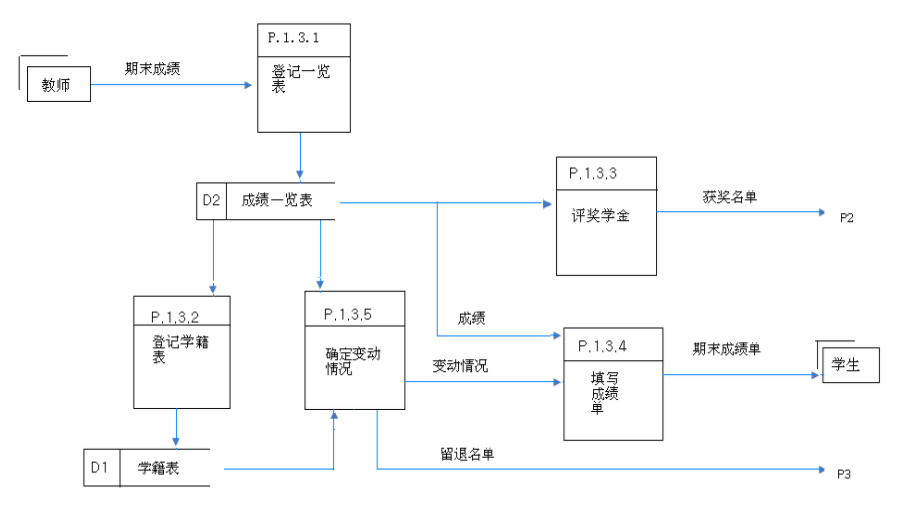 P.1.3.1
登记一览
表
教师
期末成绩
D2
成绩一览表
P.1.3.3
评奖学金
获奖名单
P2
P.1.3.2
登记学籍
表
P.1.3.5
确定变动
情况
成绩
变动情况
P.1.3.4
填写
成绩
单
期末成绩单
学生
D1
学籍表
留退名单
P3